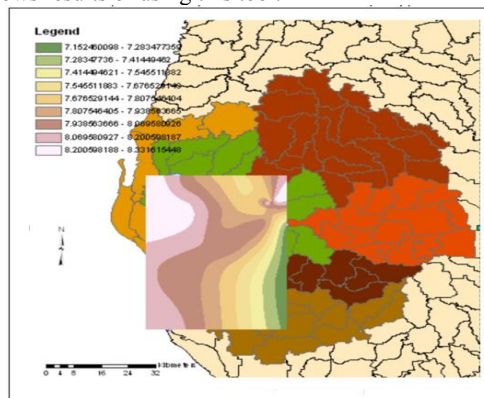 Legend
7.152460098 - 7.283477359
7.28347736 - 7.41449462
7.414494621 - 7.545511882
7.545511883 - 7.676529143
7.676529144 - 7.807546404
7.807546405 - 7.938563665
7.938563666 - 8.069580926
8.069580927 - 8.200598187
8.200598188 - 8.331615448
N
0 4 8 16 24 32